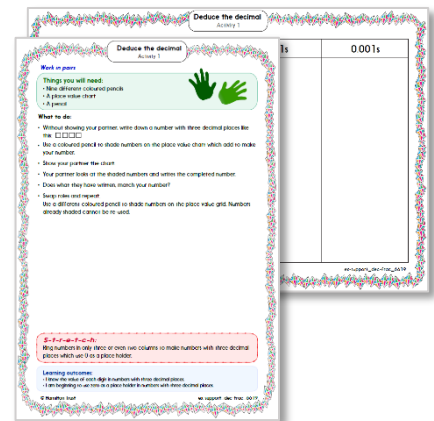 Deduce the decimal
Activity 1
1s
0.001s
es-support_dec-frac_6619
Deduce the decimal
Activity 1
Work in pairs
Things you will need:
• Nine different coloured pencils
• A place value chart
• A pencil
What to do:
• Without showing your partner, write down a number with three decimal places like
this: □.□□□
• Use a coloured pencil to shade numbers on the place value chart which add to make
your number.
• Show your partner the chart.
• Your partner looks at the shaded numbers and writes the completed number.
• Does what they have written, match your number?
• Swap roles and repeat.
Use a different coloured pencil to shade numbers on the place value grid. Numbers
already shaded cannot be re-used.
S-t-r-e-t-c-h:
Ring numbers in only three or even two columns to make numbers with three decimal
places which use 0 as a place holder.
Learning outcomes:
• I know the value of each digit in numbers with three decimal places.
• I am beginning to use zero as a place holder in numbers with three decimal places.
© Hamilton Trust
es-support_dec-frac_6619